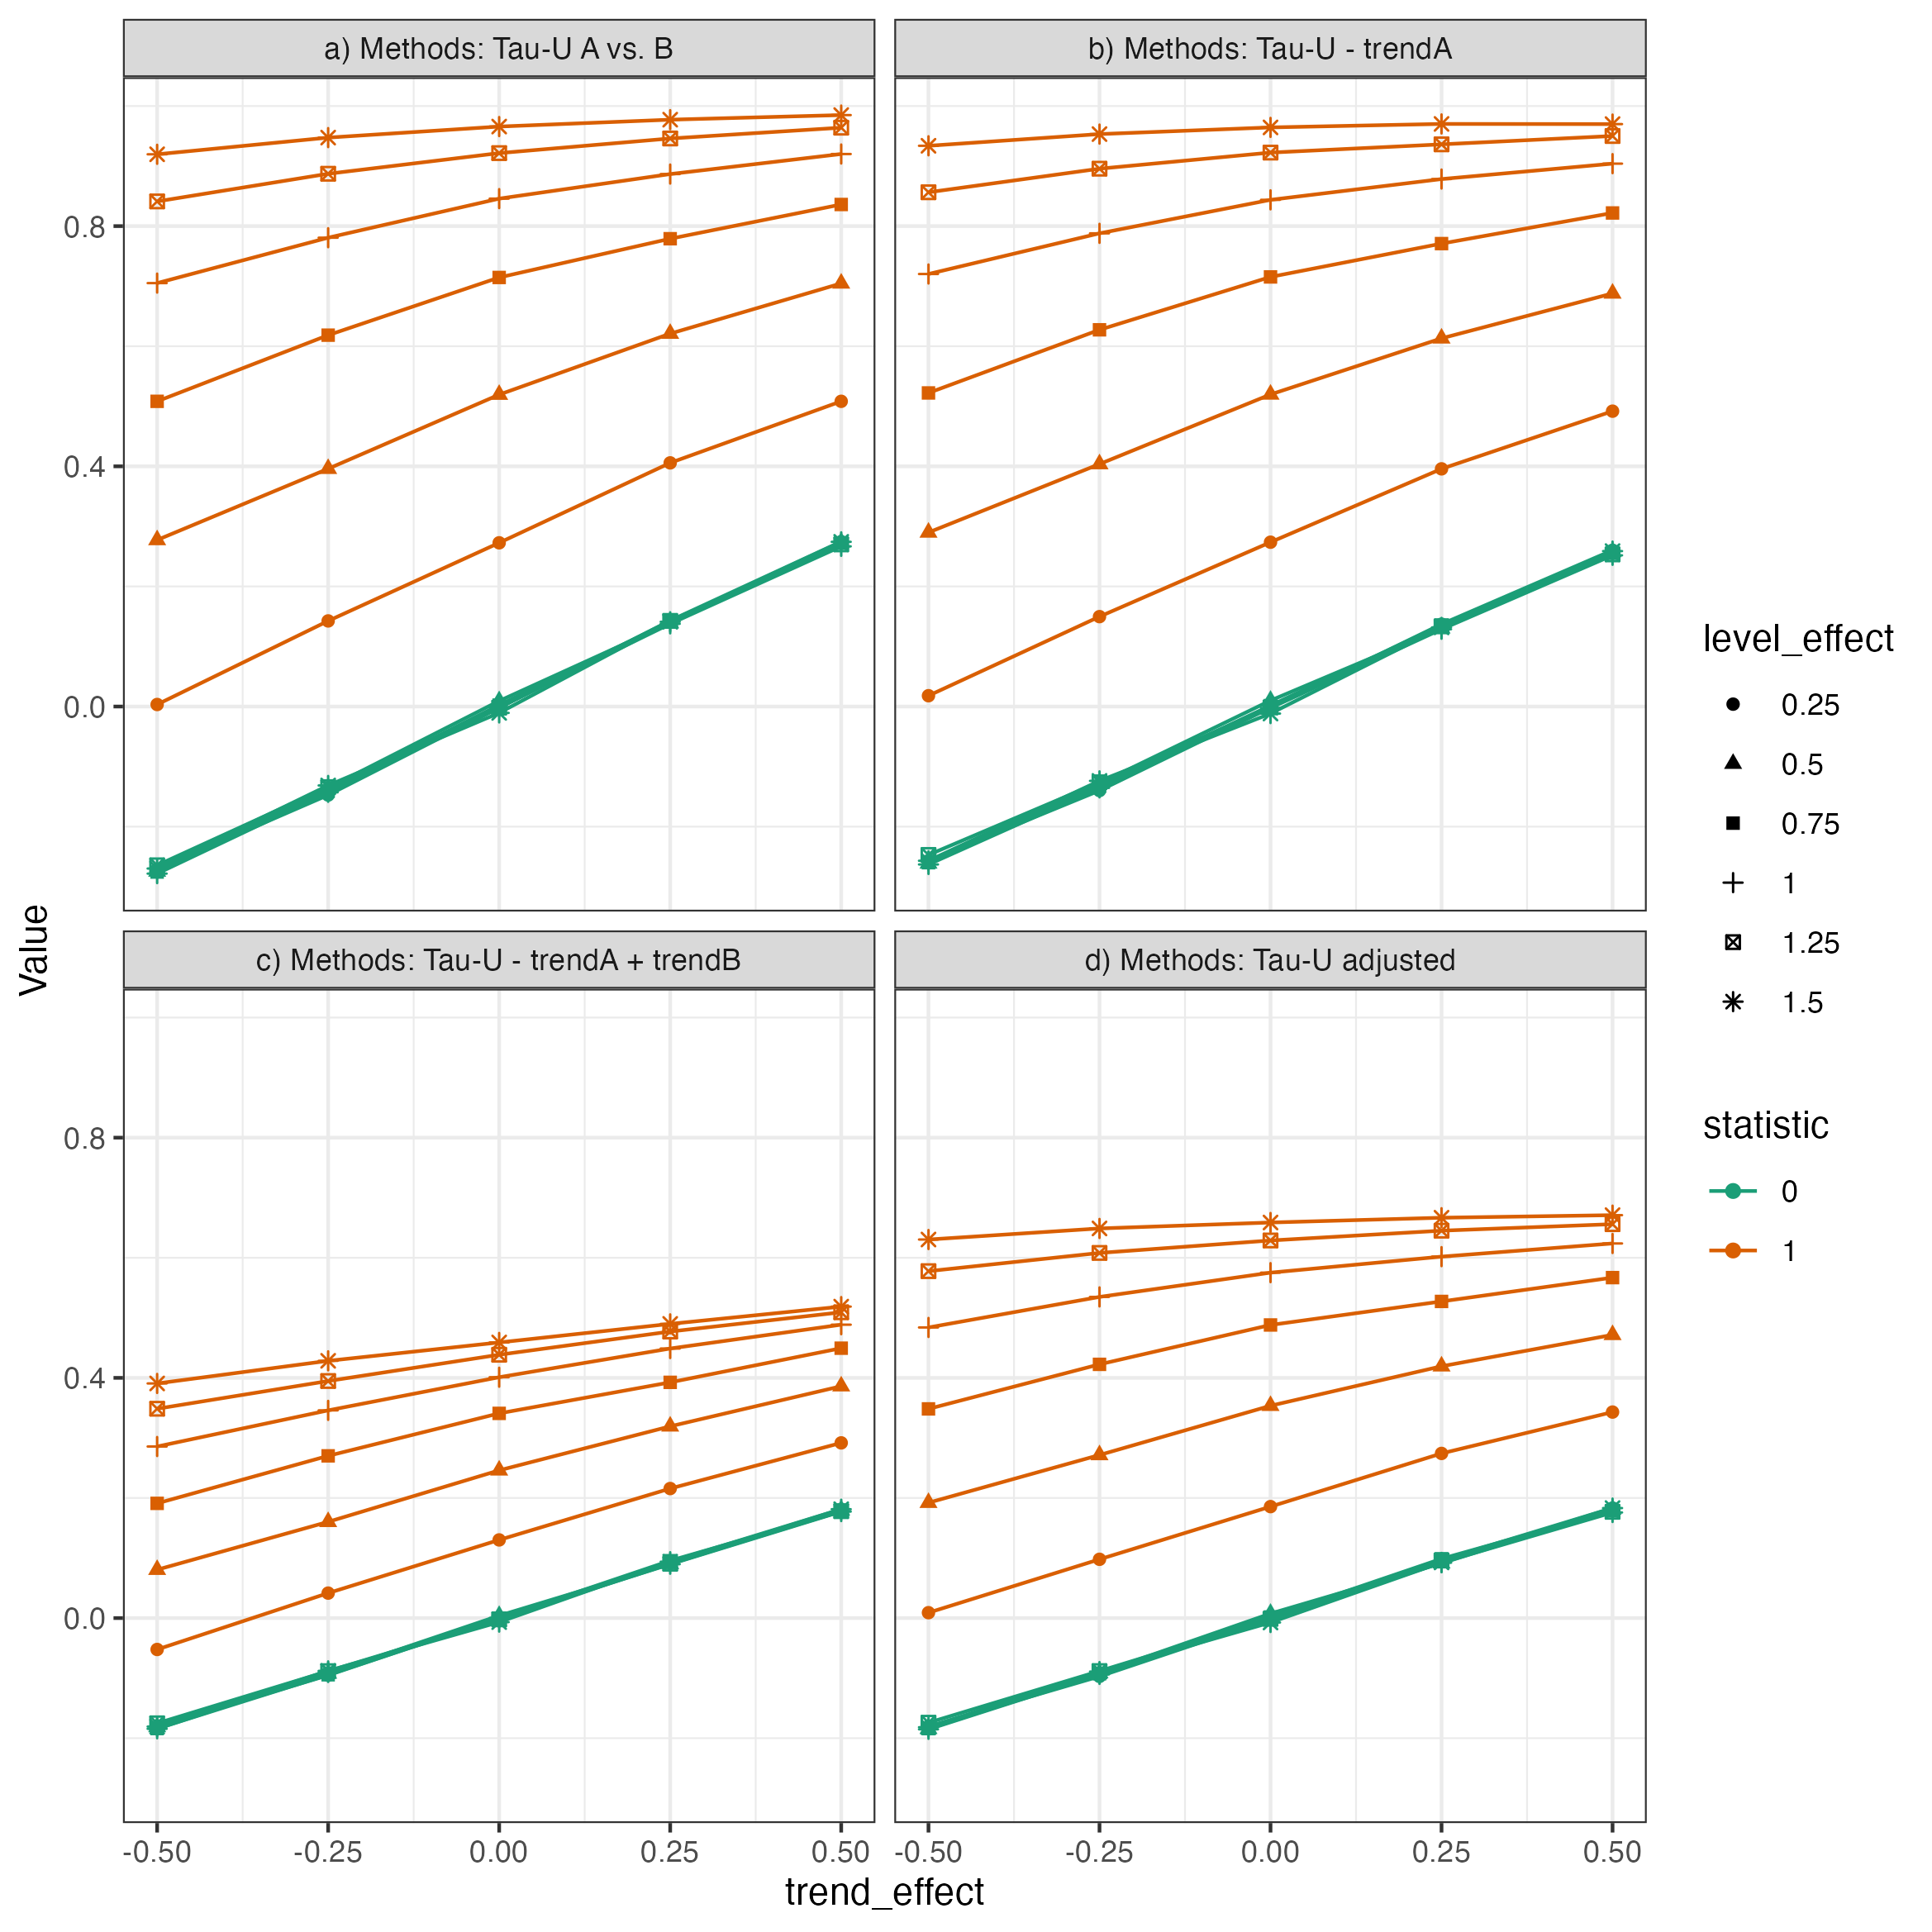 a) Methods: Tau-U A vs. B
b) Methods: Tau-U - trendA
0.8
0.4
0.0
Value
c) Methods: Tau-U - trendA + trendB
d) Methods: Tau-U adjusted
0.8
0.4
0.0
-0.50 -0.25 0.00 0.25 0.50
-0.50 -0.25 0.00 0.25 0.50
trend_effect
level_effect
0.25
0.5
0.75
1
1.25
1.5
statistic
0
1